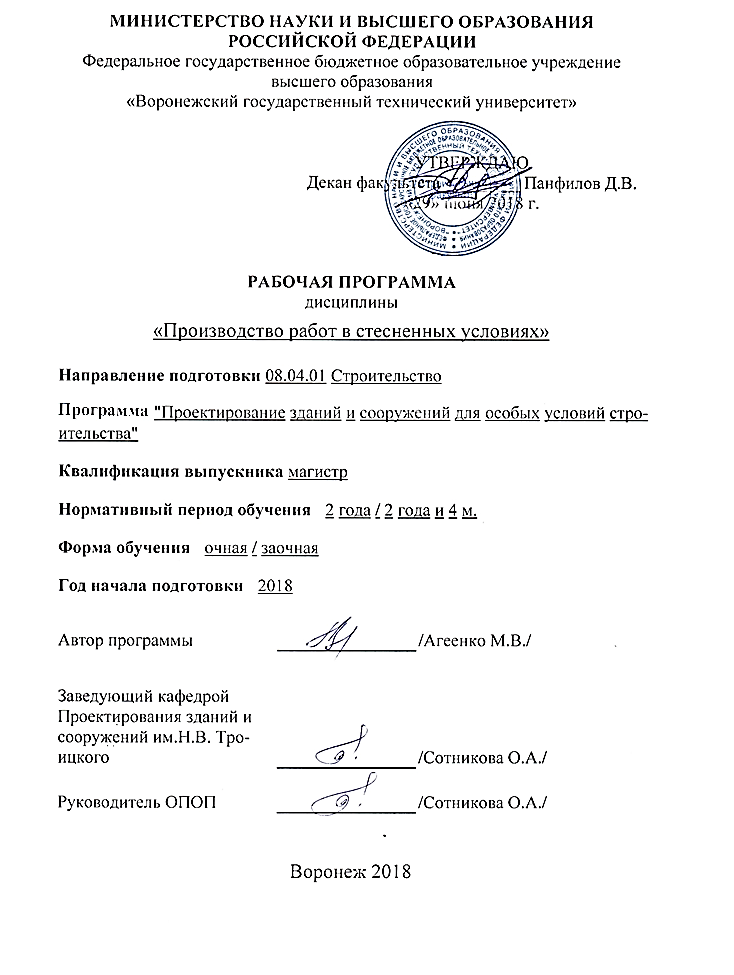 МИНИСТЕРСТВО НАУКИ И ВЫСШЕГО ОБРАЗОВАНИЯ
РОССИЙСКОЙ ФЕДЕРАЦИИ
Федеральное государственное бюджетное образовательное учреждение
высшего образования
«Воронежский государственный технический университет»
УТВЕРЖДАЮ
Декан факультета Панфилов Д.В.
«29» июня 2018 г.
РАБОЧАЯ ПРОГРАММА
дисциплины
«Производство работ в стесненных условиях»
Направление подготовки 08.04.01 Строительство
Программа "Проектирование зданий и сооружений для особых условий стро-
ительства"
Квалификация выпускника магистр
Нормативный период обучения 2 года / 2 года и 4 м.
Форма обучения очная / заочная
Год начала подготовки 2018
Автор программы /Агеенко М.В./
Заведующий кафедрой
Проектирования зданий и
сооружений им.Н.В. Тро-
ицкого /Сотникова О.А./
Руководитель ОПОП /Сотникова О.А./
Воронеж 2018